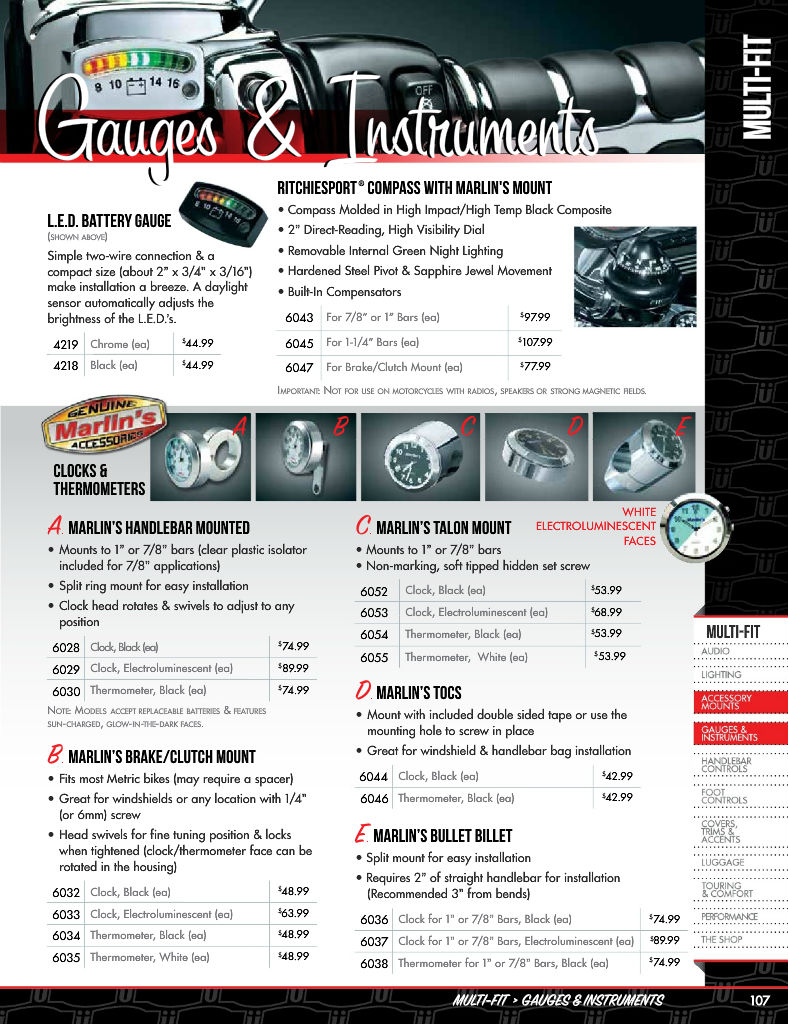 8 10 14 16
OFF
Gauges & Instruments
MULTI-FIT
L.E.D. BATTERY GAUGE
(SHOWN ABOVE)
Simple two-wire connection & a
compact size (about 2" x 3/4" x 3/16")
make installation a breeze. A daylight
sensor automatically adjusts the
brightness of the L.E.D.'s.
4219 Chrome (ea) $44.99
4218 Black (ea) $44.99
RITCHIESPORT® COMPASS WITH MARLIN'S MOUNT
• Compass Molded in High Impact/High Temp Black Composite
• 2" Direct-Reading, High Visibility Dial
• Removable Internal Green Night Lighting
• Hardened Steel Pivot & Sapphire Jewel Movement
• Built-In Compensators
6043 For 7/8" or 1" Bars (ea) $97.99
6045 For 1-1/4" Bars (ea) $107.99
6047 For Brake/Clutch Mount (ea) $77.99
IMPORTANT: NOT FOR USE ON MOTORCYCLES WITH RADIOS, SPEAKERS OR STRONG MAGNETIC FIELDS.
GENUINE
Marlin's
ACCESSORIES
CLOCKS &
THERMOMETERS
A B C D E
WHITE
ELECTROLUMINESCENT
FACES
A. MARLIN'S HANDLEBAR MOUNTED
• Mounts to 1" or 7/8" bars (clear plastic isolator
included for 7/8" applications)
• Split ring mount for easy installation
• Clock head rotates & swivels to adjust to any
position
6028 Clock, Black (ea) $74.99
6029 Clock, Electroluminescent (ea) $89.99
6030 Thermometer, Black (ea) $74.99
NOTE: MODELS ACCEPT REPLACEABLE BATTERIES & FEATURES
SUN-CHARGED, GLOW-IN-THE-DARK FACES.
B. MARLIN'S BRAKE/CLUTCH MOUNT
• Fits most Metric bikes (may require a spacer)
• Great for windshields or any location with 1/4"
(or 6mm) screw
• Head swivels for fine tuning position & locks
when tightened (clock/thermometer face can be
rotated in the housing)
6032 Clock, Black (ea) $48.99
6033 Clock, Electroluminescent (ea) $63.99
6034 Thermometer, Black (ea) $48.99
6035 Thermometer, White (ea) $48.99
C. MARLIN'S TALON MOUNT
• Mounts to 1" or 7/8" bars
• Non-marking, soft tipped hidden set screw
6052 Clock, Black (ea) $53.99
6053 Clock, Electroluminescent (ea) $68.99
6054 Thermometer, Black (ea) $53.99
6055 Thermometer, White (ea) $53.99
D. MARLIN'S TOCS
• Mount with included double sided tape or use the
mounting hole to screw in place
• Great for windshield & handlebar bag installation
6044 Clock, Black (ea) $42.99
6046 Thermometer, Black (ea) $42.99
E. MARLIN'S BULLET BILLET
• Split mount for easy installation
• Requires 2" of straight handlebar for installation
(Recommended 3" from bends)
6036 Clock for 1" or 7/8" Bars, Black (ea) $74.99
6037 Clock for 1" or 7/8" Bars, Electroluminescent (ea) $89.99
6038 Thermometer for 1" or 7/8" Bars, Black (ea) $74.99
MULTI-FIT
AUDIO
LIGHTING
ACCESSORY
MOUNTS
GAUGES &
INSTRUMENTS
HANDLEBAR
CONTROLS
FOOT
CONTROLS
COVERS,
TRIMS &
ACCENTS
LUGGAGE
TOURING
& COMFORT
PERFORMANCE
THE SHOP
MULTI-FIT > GAUGES & INSTRUMENTS 107